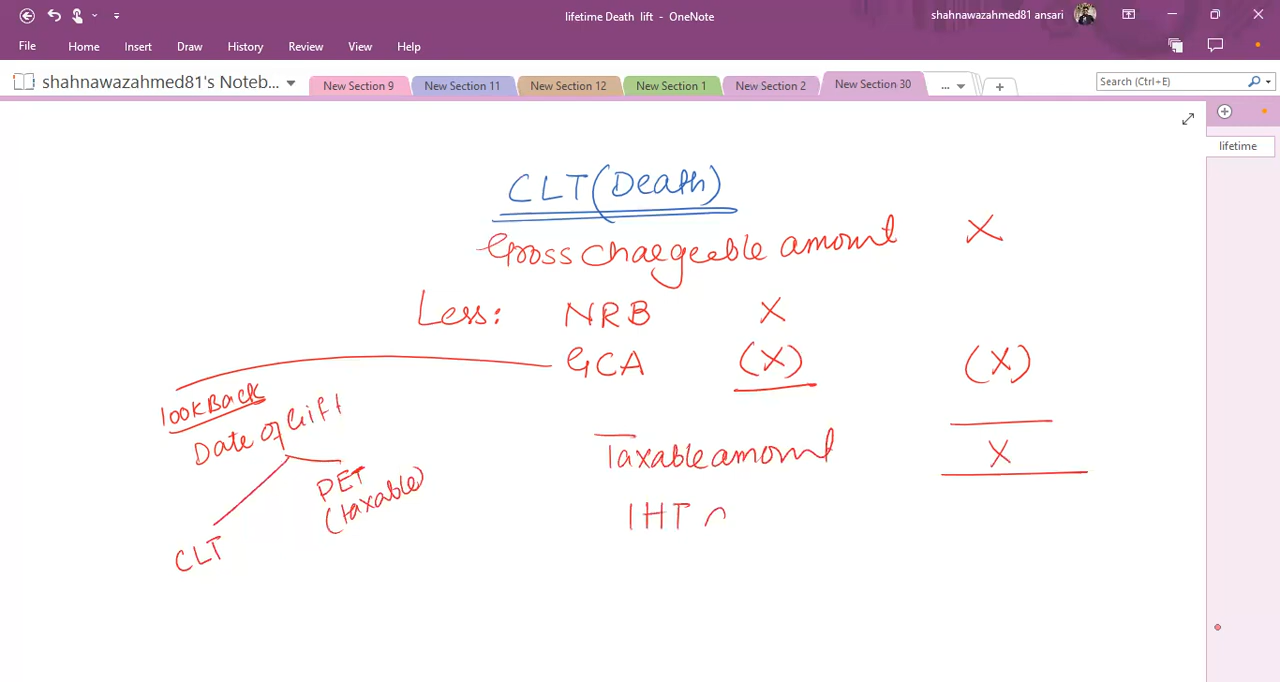 lifetime Death lift - OneNote
shahnawazahmed81 ansari
File Home Insert Draw History Review View Help
shahnawazahmed81's Noteb...
New Section 9 New Section 11 New Section 12 New Section 1 New Section 2 New Section 30 ...
Search (Ctrl+E)
lifetime
CLT (Death)
Gross chargeable amount X
Less: NRB X
GCA (X) (X)
lookBack
Date of Gift
Taxable amount X
PET
(taxable)
CLT
IHT